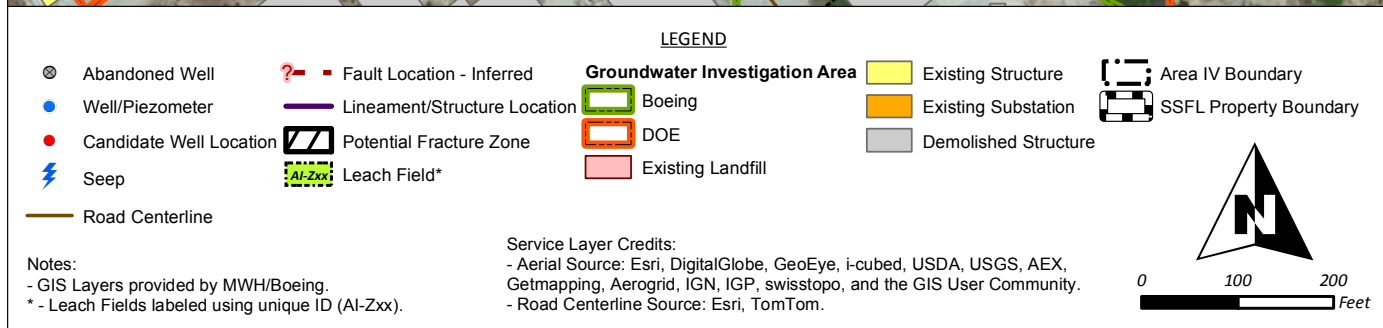 LEGEND
Abandoned Well
Well/Piezometer
Candidate Well Location
Seep
Road Centerline
? Fault Location - Inferred
Lineament/Structure Location
Potential Fracture Zone
AI-Zxx Leach Field*
Groundwater Investigation Area
Boeing
DOE
Existing Landfill
Existing Structure
Existing Substation
Demolished Structure
Area IV Boundary
SSFL Property Boundary
N
0 100 200
Feet
Notes:
- GIS Layers provided by MWH/Boeing.
* - Leach Fields labeled using unique ID (AI-Zxx).
Service Layer Credits:
- Aerial Source: Esri, DigitalGlobe, GeoEye, i-cubed, USDA, USGS, AEX,
Getmapping, Aerogrid, IGN, IGP, swisstopo, and the GIS User Community.
- Road Centerline Source: Esri, TomTom.